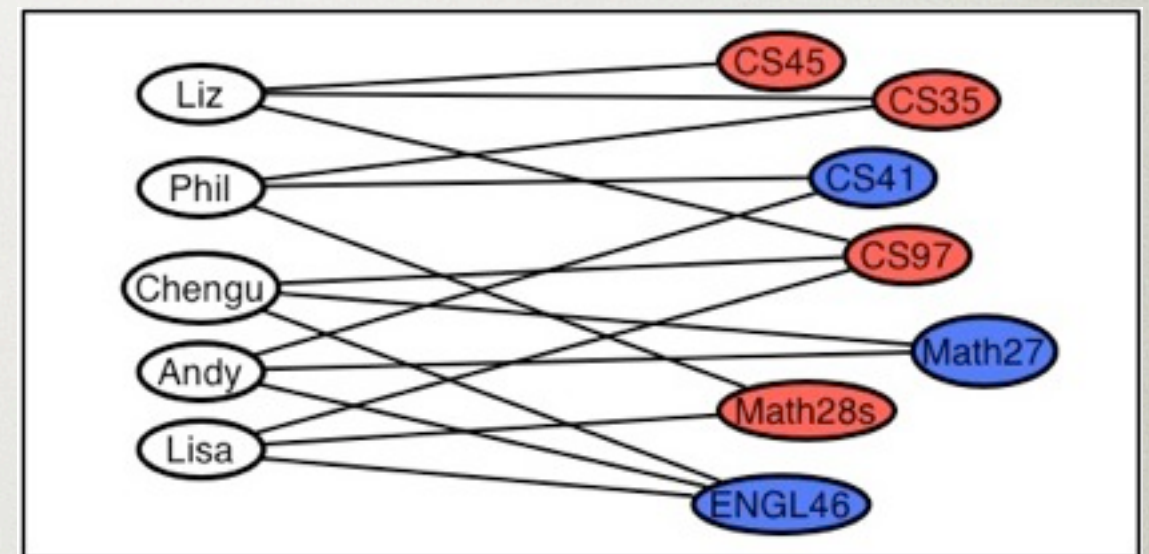 Liz
Phil
Chengu
Andy
Lisa
CS45
CS35
CS41
CS97
Math27
Math28s
ENGL46